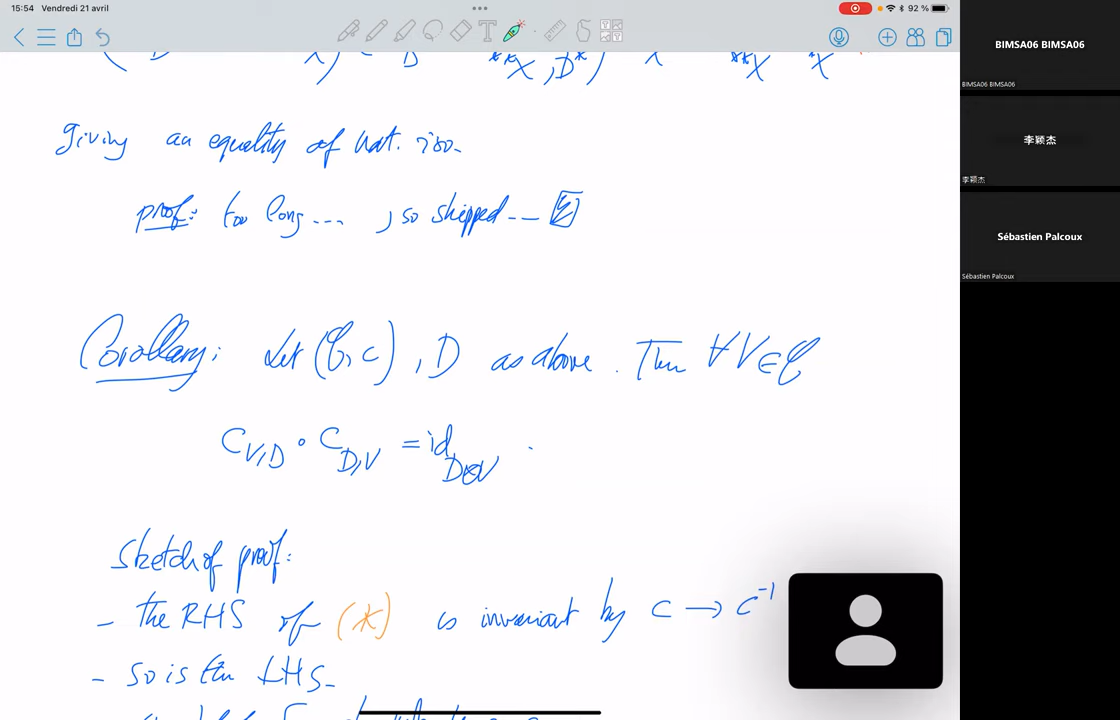 15:54 Vendredi 21 avril
92 %
giving an equality of nat. iso.
proof: too long ... , so skipped --
Corollary: Let (C, c), D as above. Then ∀V∈C
C_{V,D} ∘ C_{D,V} = id_{D⊗V}
Sketch of proof:
- the RHS of (*) is invariant by c → c^{-1}
- So is the LHS.
BIMSA06 BIMSA06
BIMSA06 BIMSA06
李颖杰
李颖杰
Sébastien Palcoux
Sébastien Palcoux